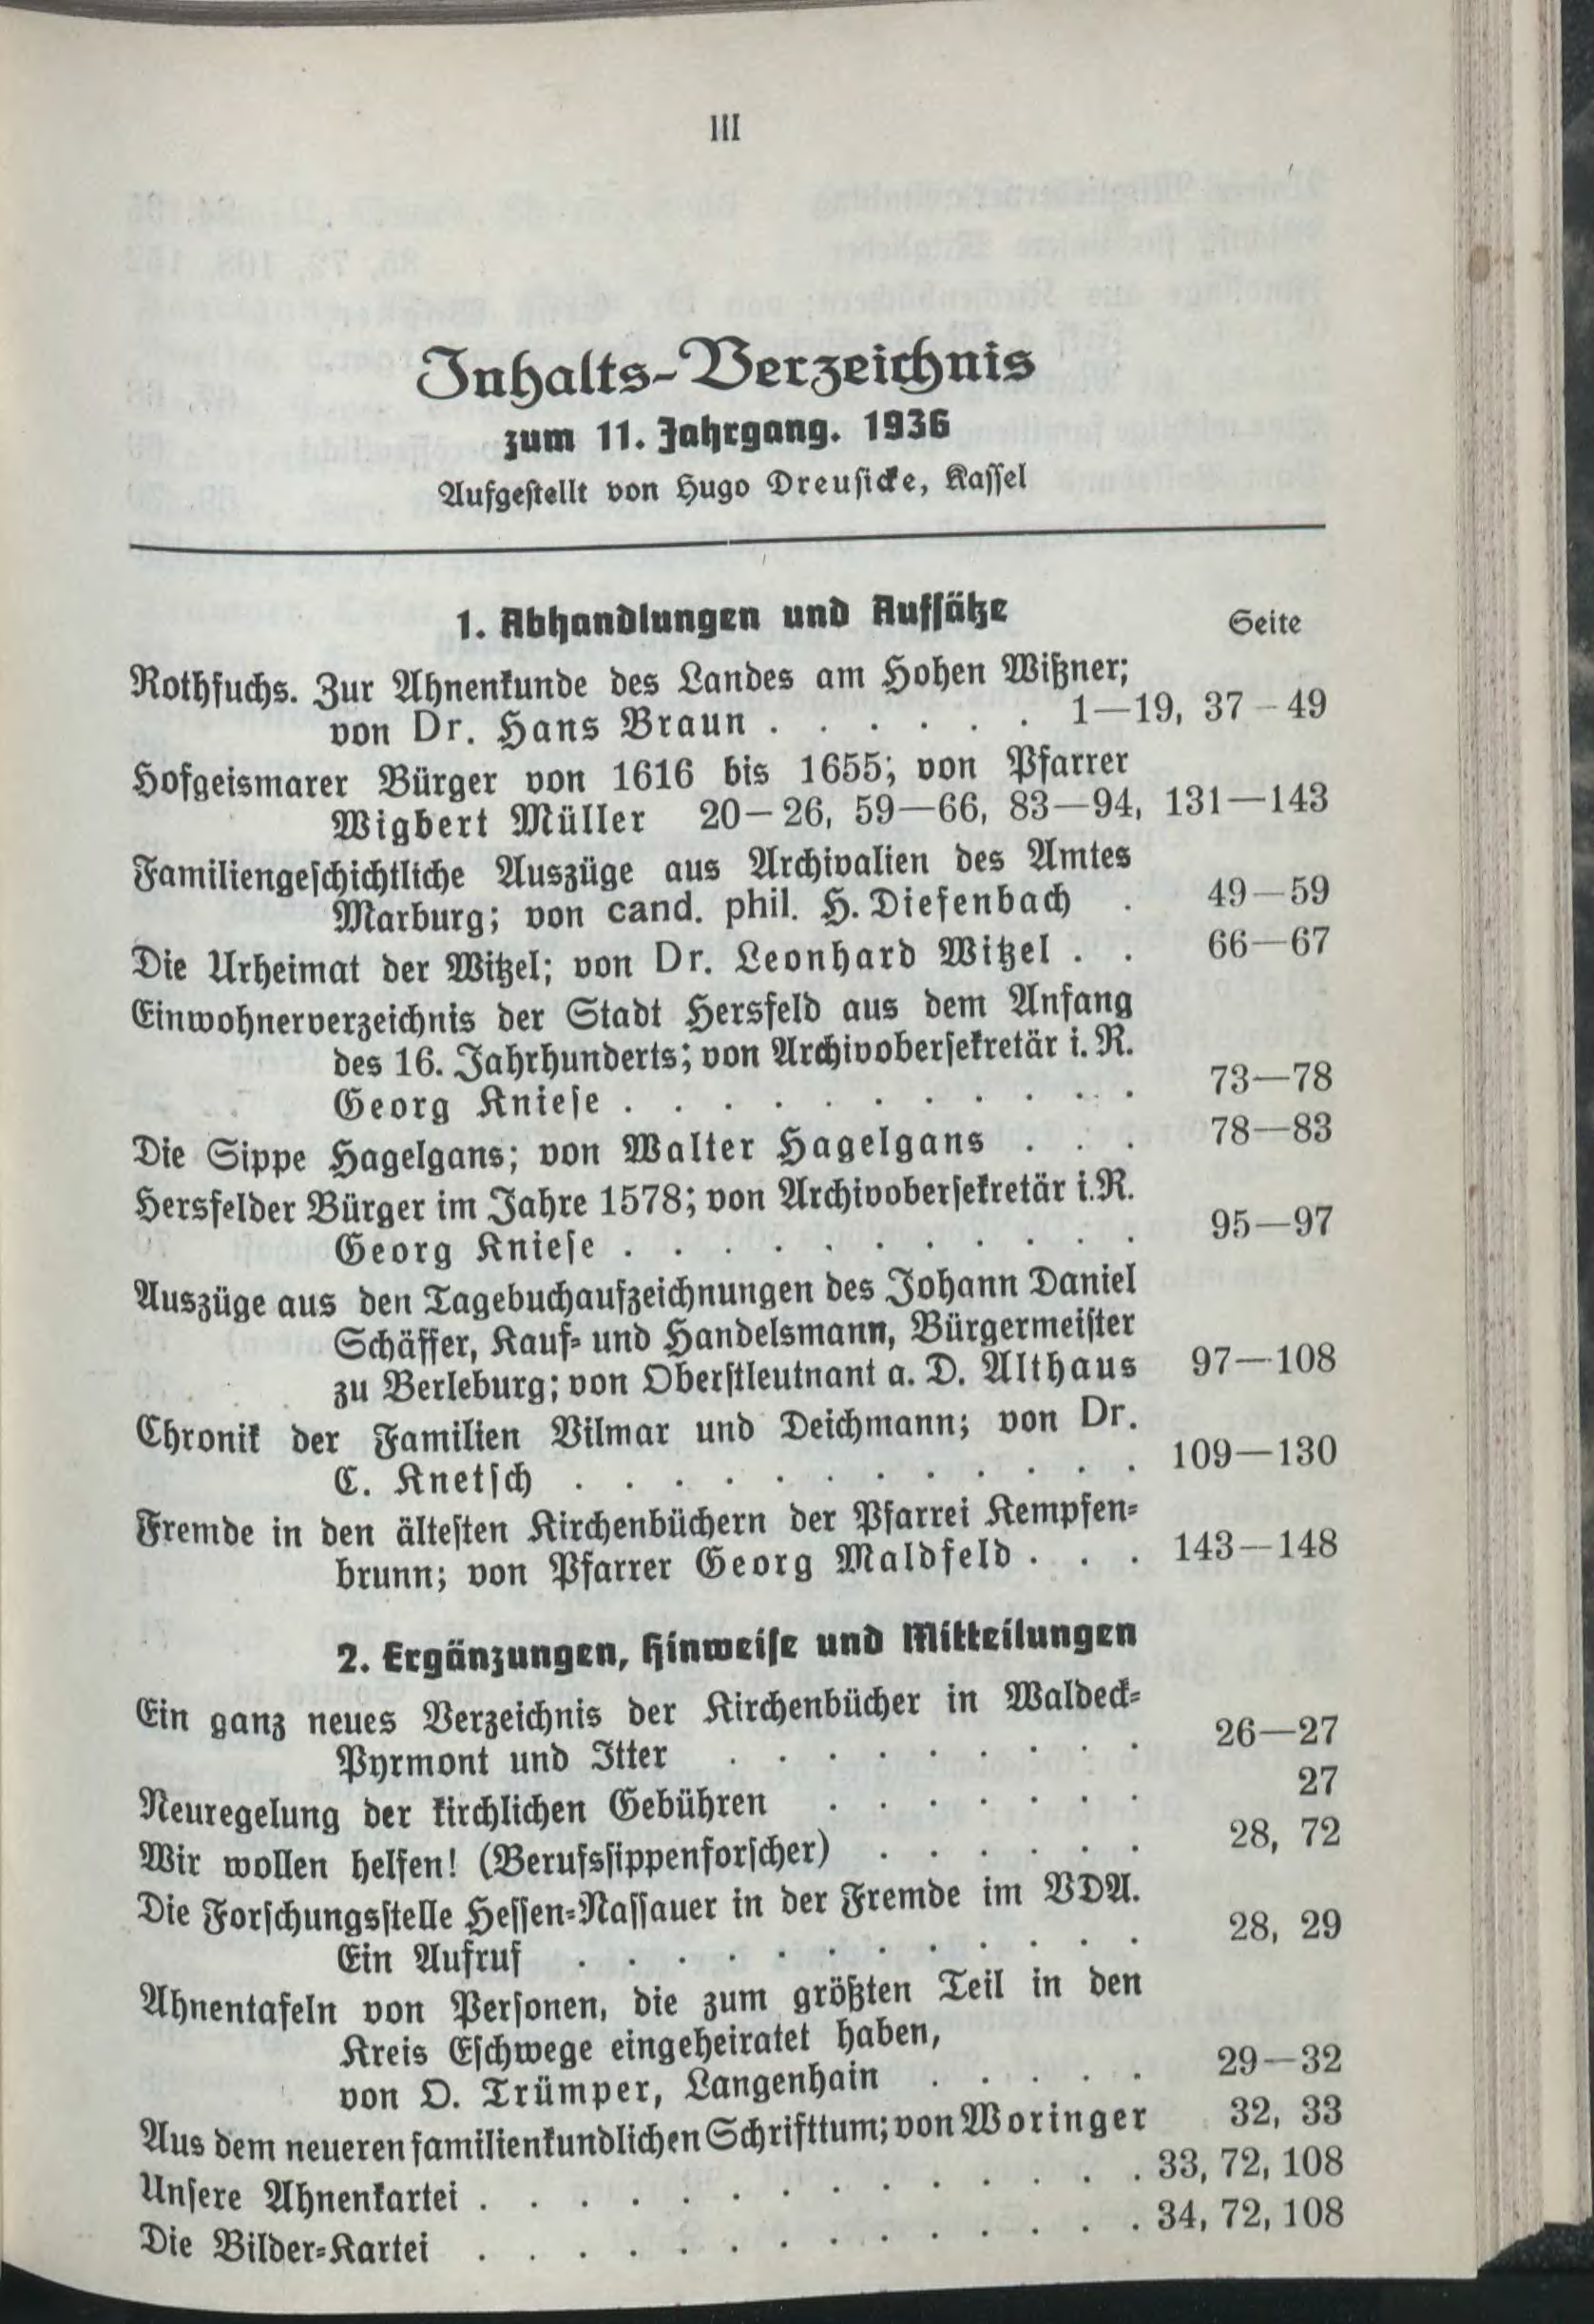 III
Inhalts-Verzeichnis
zum 11. Jahrgang. 1936
Aufgestellt von Hugo Dreusicke, Kassel
1. Abhandlungen und Aufsätze Seite
Rothfuchs. Zur Ahnenkunde des Landes am Hohen Wißner;
von Dr. Hans Braun . . . . . . 1—19, 37–49
Hofgeismarer Bürger von 1616 bis 1655; von Pfarrer
Wigbert Müller 20–26, 59—66, 83—94, 131—143
Familiengeschichtliche Auszüge aus Archivalien des Amtes
Marburg; von cand. phil. H. Diefenbach . 49—59
Die Urheimat der Witzel; von Dr. Leonhard Witzel . . 66—67
Einwohnerverzeichnis der Stadt Hersfeld aus dem Anfang
des 16. Jahrhunderts; von Archivobersekretär i. R.
Georg Kniese . . . . . . . . . . . 73—78
Die Sippe Hagelgans; von Walter Hagelgans . . . 78—83
Hersfelder Bürger im Jahre 1578; von Archivobersekretär i.R.
Georg Kniese . . . . . . . . . . . 95—97
Auszüge aus den Tagebuchaufzeichnungen des Johann Daniel
Schäffer, Kauf- und Handelsmann, Bürgermeister
zu Berleburg; von Oberstleutnant a. D. Althaus 97—108
Chronik der Familien Vilmar und Deichmann; von Dr.
C. Knetsch . . . . . . . . . . . . 109—130
Fremde in den ältesten Kirchenbüchern der Pfarrei Kempfen-
brunn; von Pfarrer Georg Maldfeld . . . 143—148
2. Ergänzungen, Hinweise und Mitteilungen
Ein ganz neues Verzeichnis der Kirchenbücher in Waldeck-
Pyrmont und Itter . . . . . . . . . 26—27
Neuregelung der kirchlichen Gebühren . . . . . . . 27
Wir wollen helfen! (Berufssippenforscher) . . . . . . 28, 72
Die Forschungsstelle Hessen-Nassauer in der Fremde im VDA.
Ein Aufruf . . . . . . . . . . . . 28, 29
Ahnentafeln von Personen, die zum größten Teil in den
Kreis Eschwege eingeheiratet haben,
von O. Trümper, Langenhain . . . . . 29—32
Aus dem neueren familienkundlichen Schrifttum; von Woringer 32, 33
Unsere Ahnenkartei . . . . . . . . . . . . . . 33, 72, 108
Die Bilder-Kartei . . . . . . . . . . . . . . 34, 72, 108